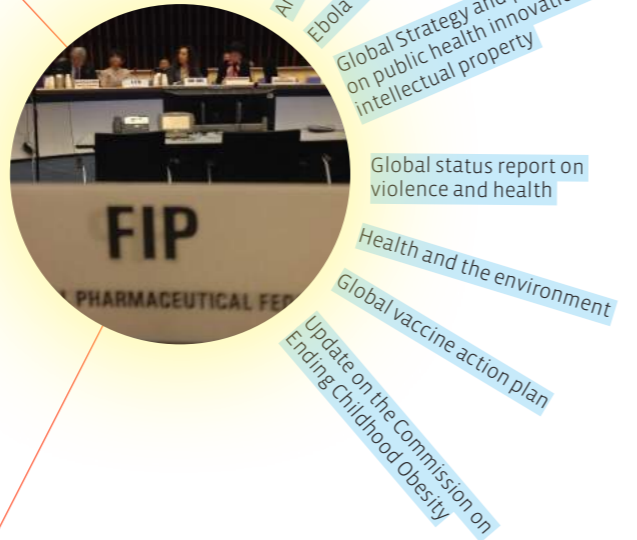 Ebola
Global Strategy and
on public health innovation
intellectual property
Global status report on
violence and health
Health and the environment
Global vaccine action plan
Update on the Commission on
Ending Childhood Obesity
FIP
PHARMACEUTICAL FED